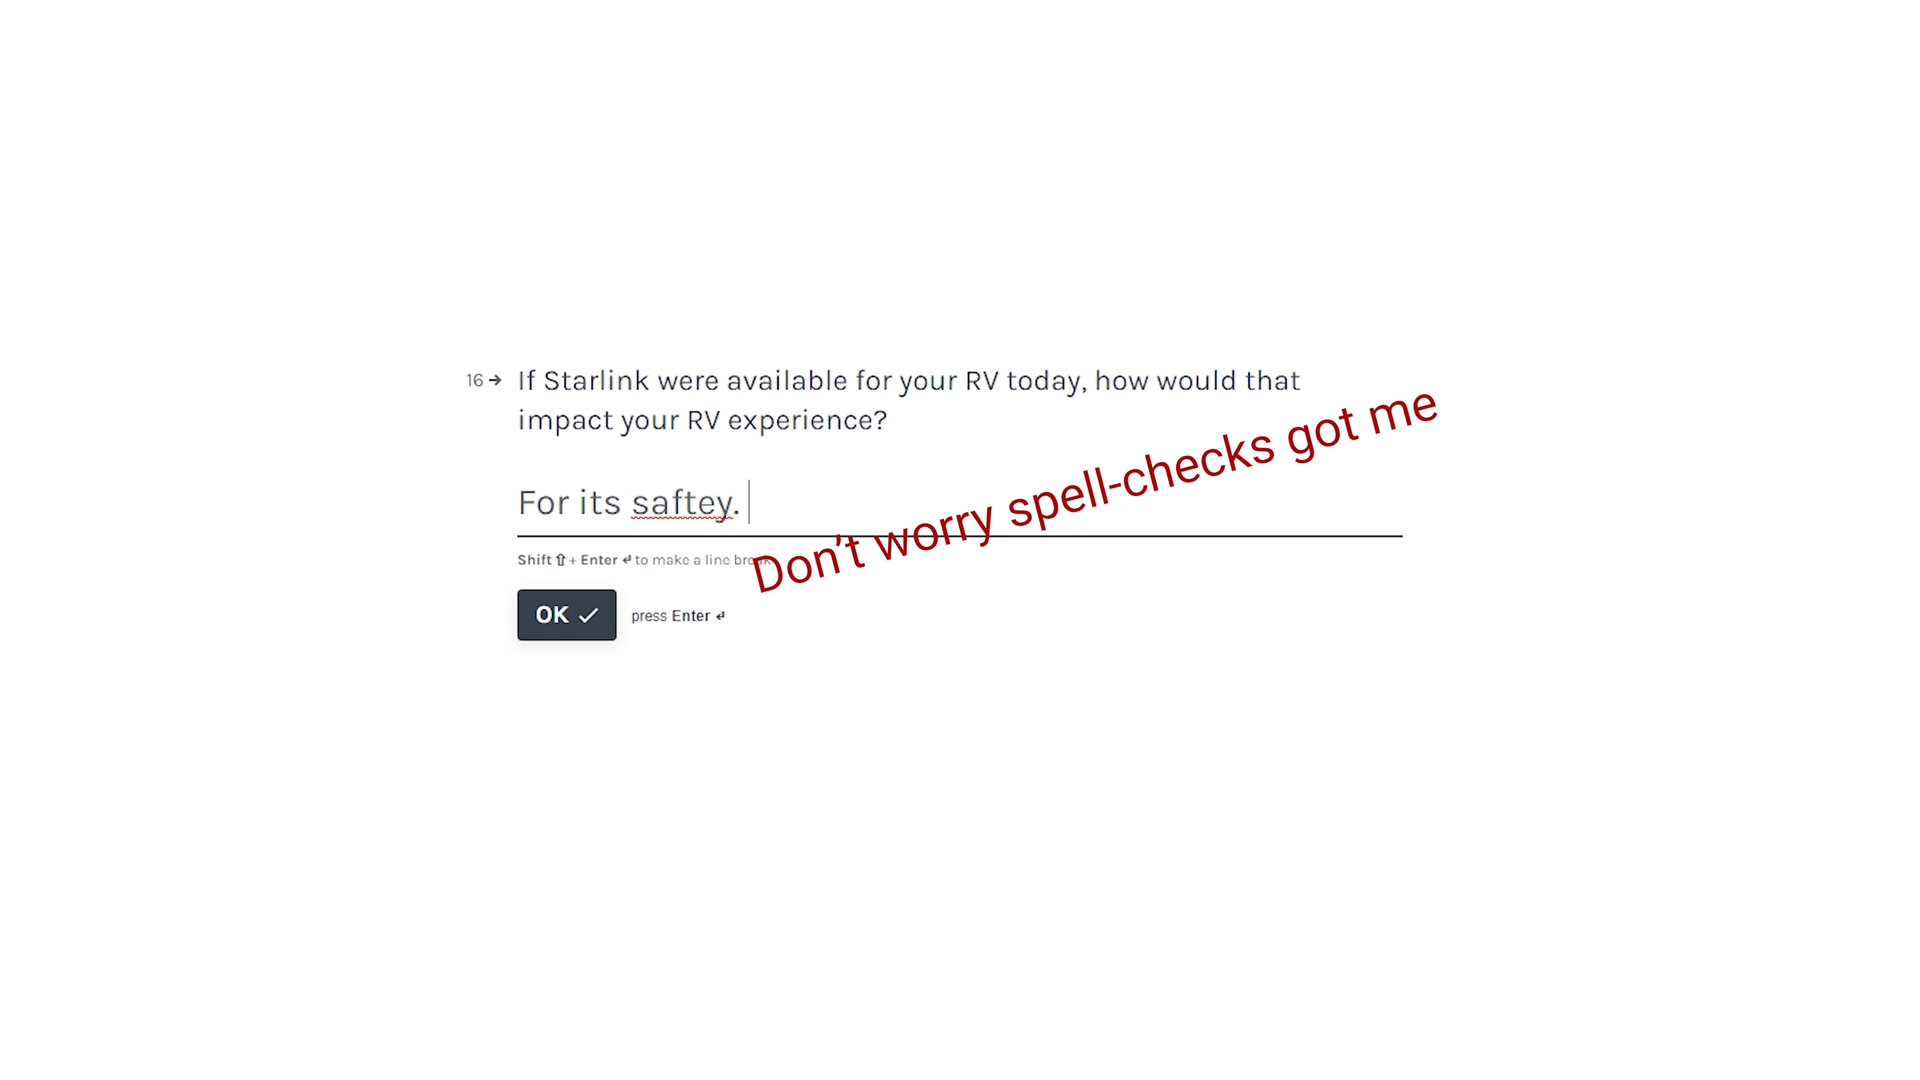 16 → If Starlink were available for your RV today, how would that
impact your RV experience?
For its saftey.
Don't worry spell-checks got me
Shift ⇧ + Enter ↵ to make a line break
OK ✓ press Enter ↵